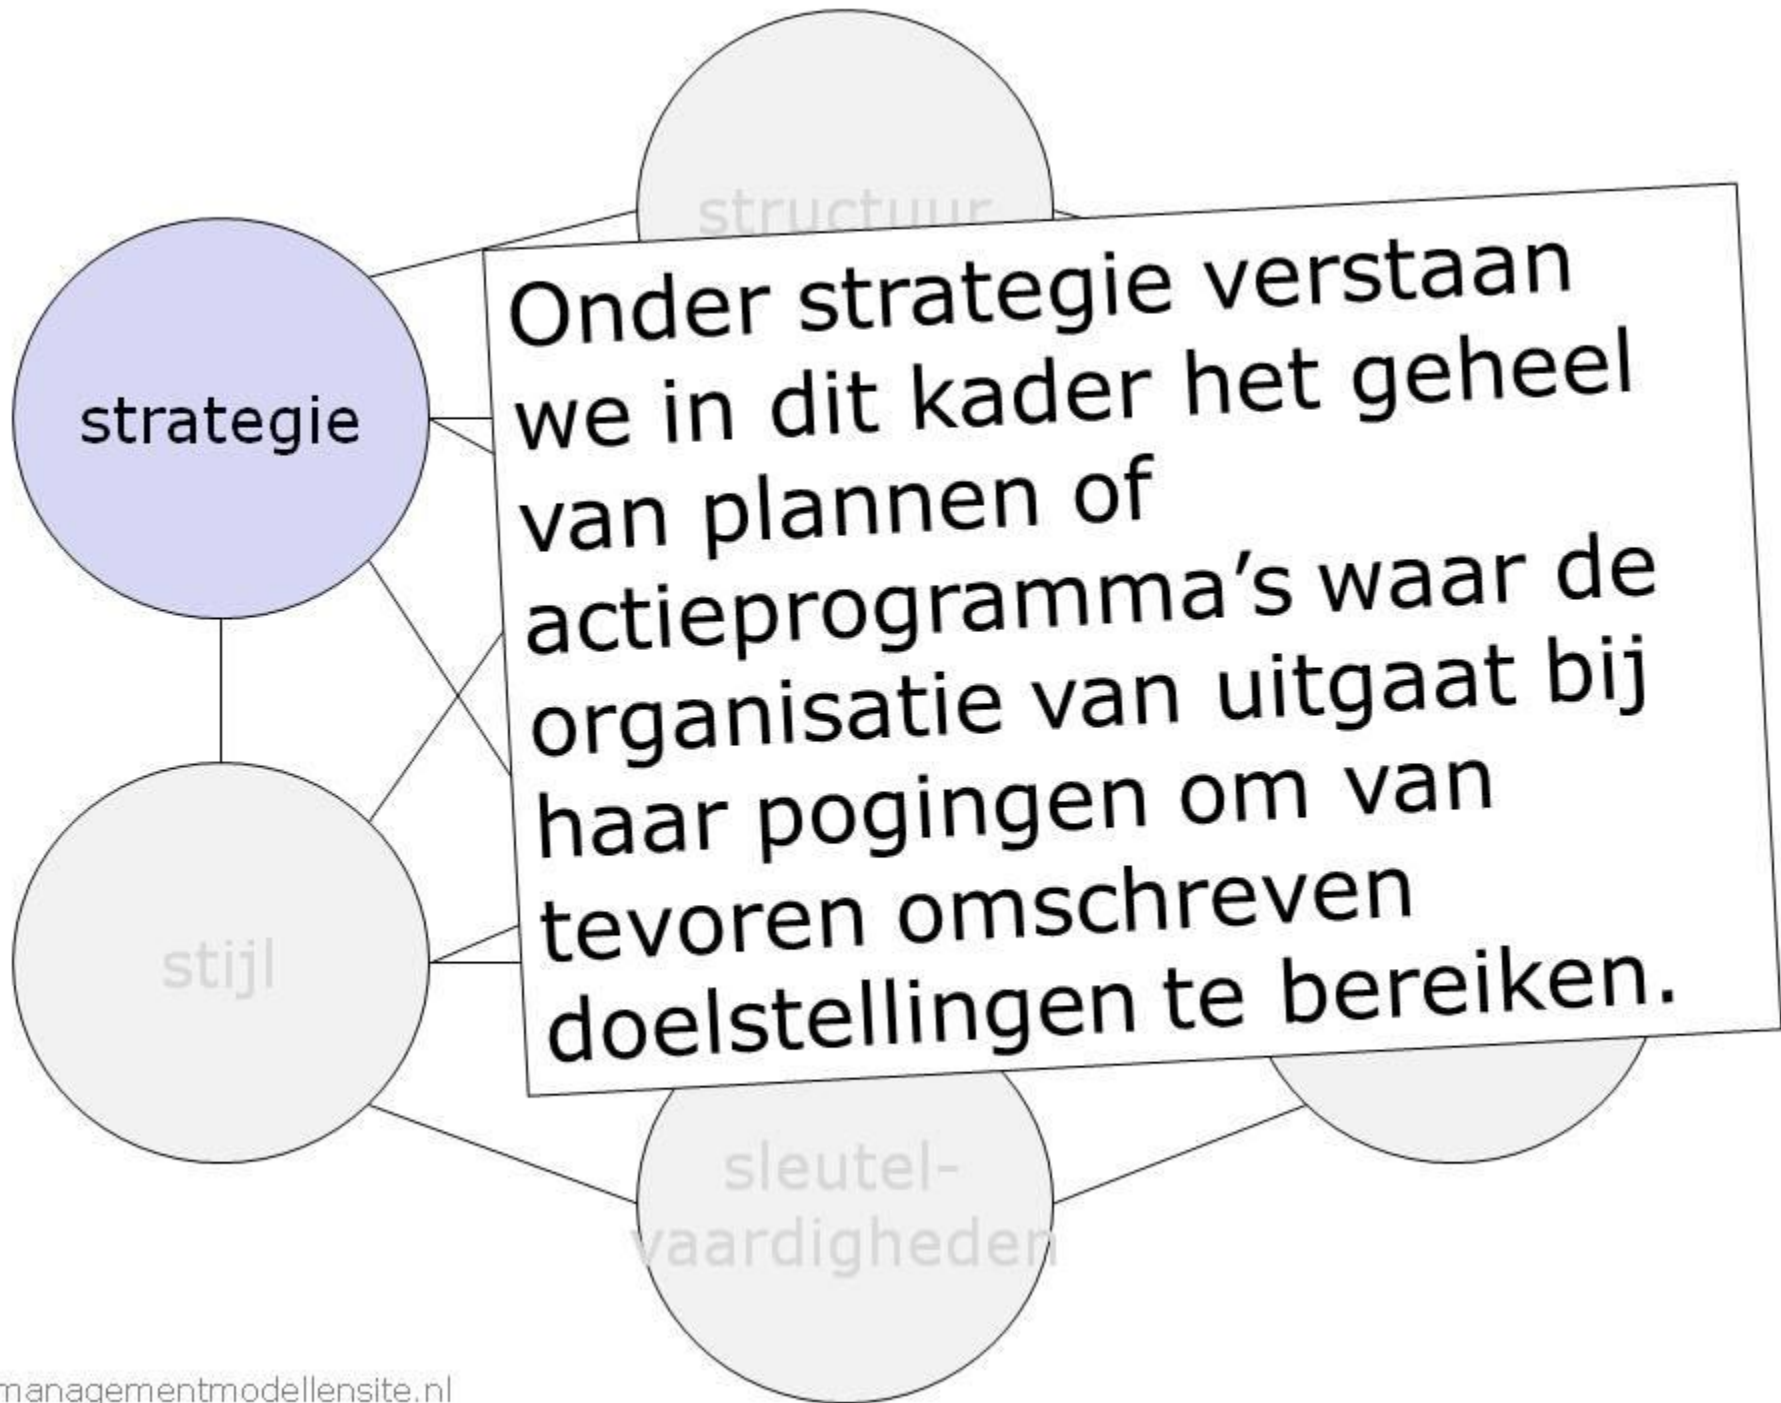 structuur
strategie
Onder strategie verstaan
we in dit kader het geheel
van plannen of
actieprogramma’s waar de
organisatie van uitgaat bij
haar pogingen om van
tevoren omschreven
doelstellingen te bereiken.
stijl
sleutel-
vaardigheden
managementmodellensite.nl